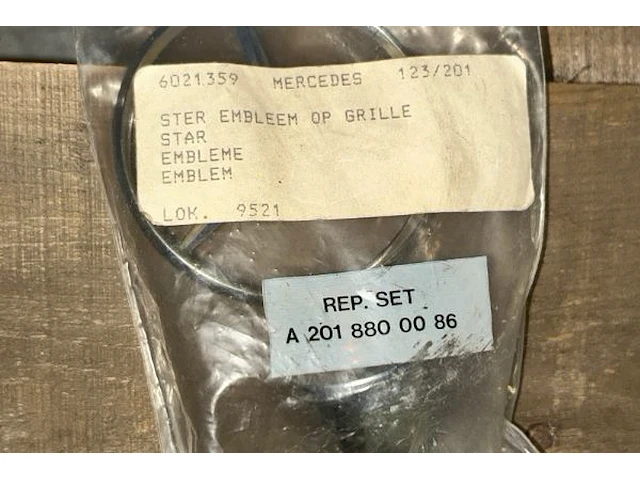 6021359 MERCEDES 123/201
STER EMBLEEM OP GRILLE
STAR
EMBLEME
EMBLEM
LOK. 9521
REP. SET
A 201 880 00 86